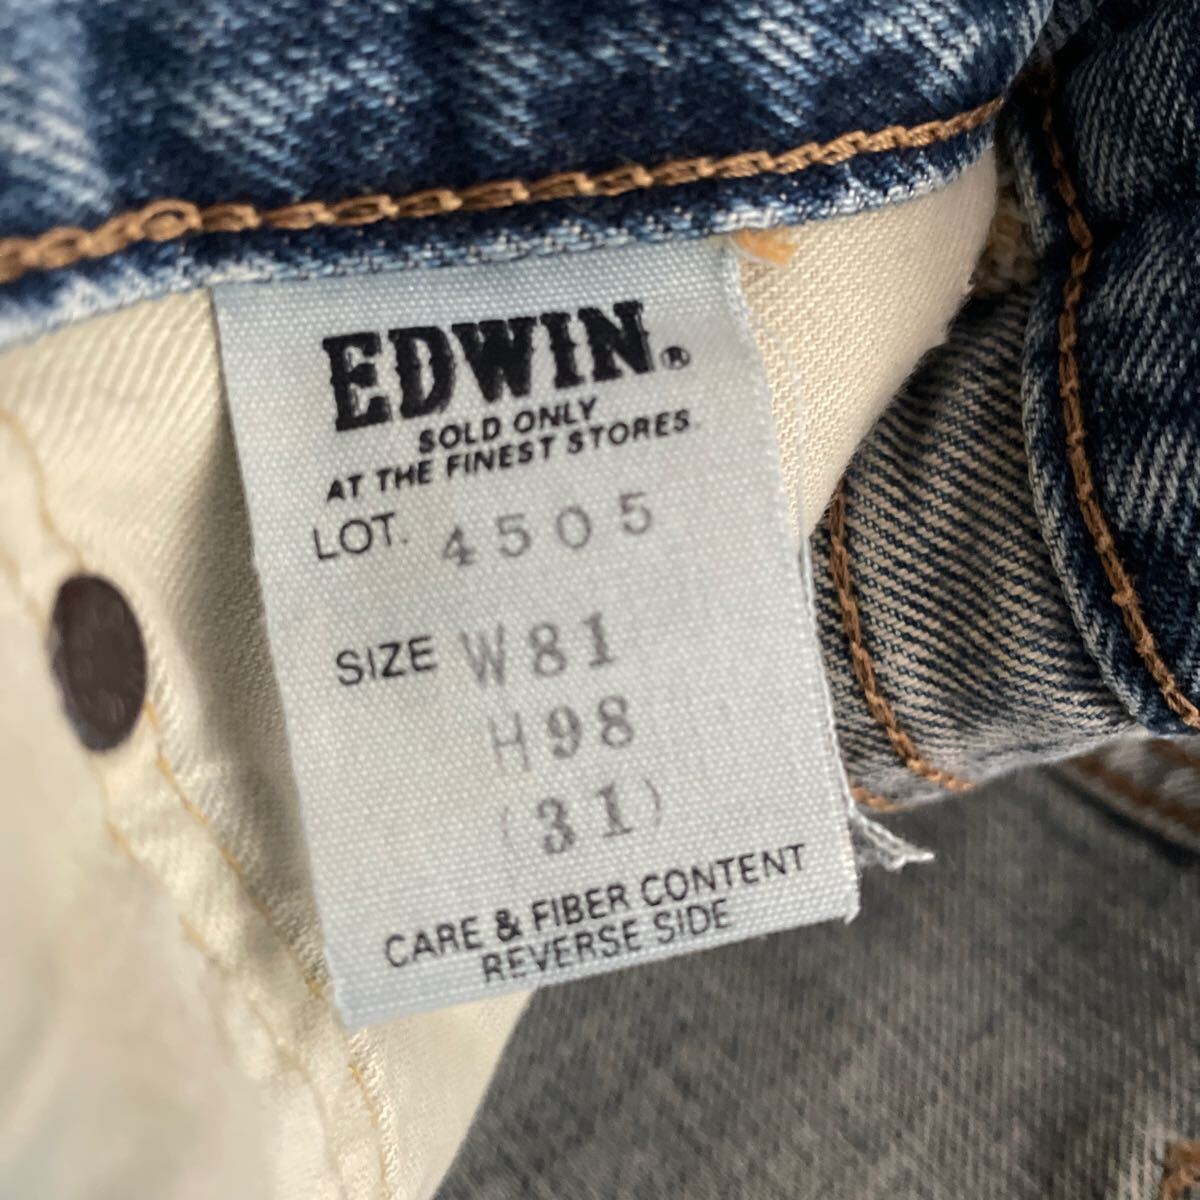 EDWIN®
SOLD ONLY
AT THE FINEST STORES
LOT. 4505
SIZE W81
H98
(31)
CARE & FIBER CONTENT
REVERSE SIDE